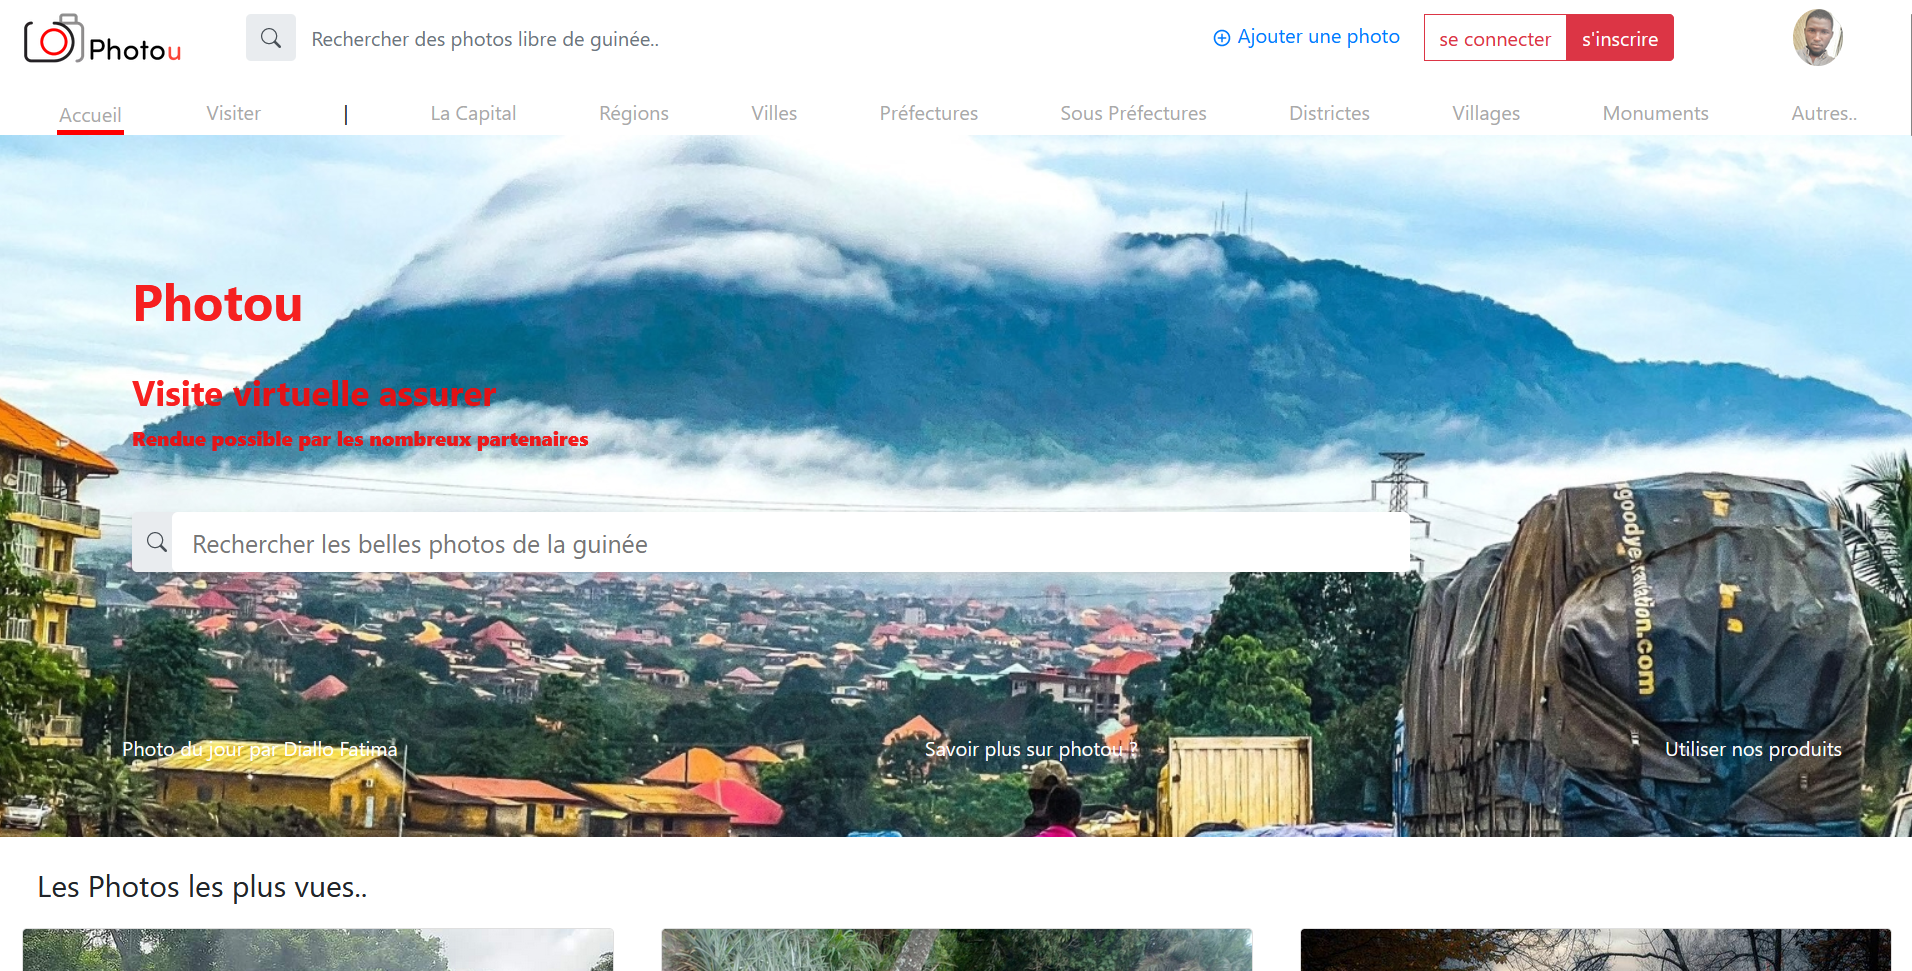 Photou
Rechercher des photos libre de guinée..
Ajouter une photo
se connecter
s'inscrire
Accueil
Visiter
|
La Capital
Régions
Villes
Préfectures
Sous Préfectures
Districtes
Villages
Monuments
Autres..
Photou
Visite virtuelle assurer
Rendue possible par les nombreux partenaires
Rechercher les belles photos de la guinée
Photo du jour par Diallo Fatima
Savoir plus sur photou ?
Utiliser nos produits
Les Photos les plus vues..